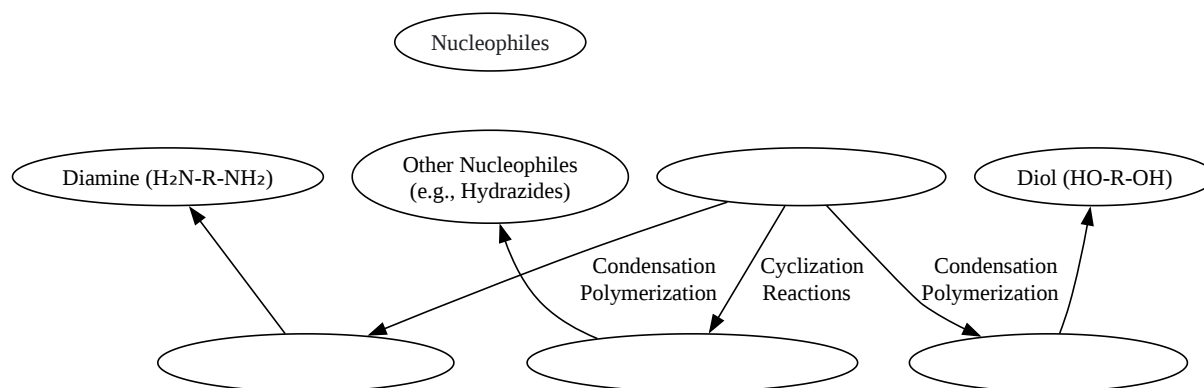 Nucleophiles
Diamine (H₂N-R-NH₂)
Other Nucleophiles
(e.g., Hydrazides)
Diol (HO-R-OH)
Condensation
Polymerization
Cyclization
Reactions
Condensation
Polymerization